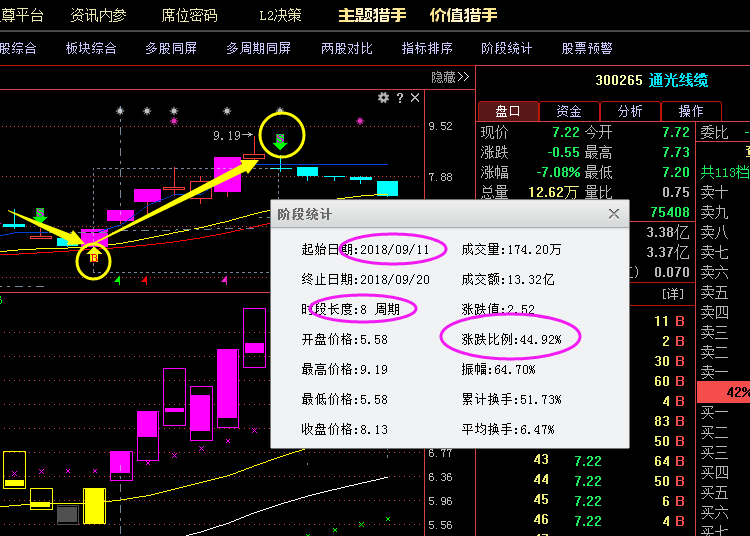 尊平台 资讯内参 席位密码 L2决策 主题猎手 价值猎手
股综合 板块综合 多股同屏 多周期同屏 两股对比 指标排序 阶段统计 股票预警
隐藏>>
300265 通光线缆
? ×
盘口 资金 分析 操作
9.52
9.19→
7.88
现价 7.22 今开 7.72 委比
涨跌 -0.55 最高 7.73
涨幅 -7.08% 最低 7.20 共113档
总量 12.62万 量比 0.75 卖十
75408 卖九
3.38亿 卖八
3.37亿 卖七
0.070 卖六
[详] 卖五
卖四
卖三
卖二
卖一
42%
买一
买二
买三
买四
买五
买六
买七
B
阶段统计 ×
起始日期:2018/09/11 成交量:174.20万
终止日期:2018/09/20 成交额:13.32亿
时段长度:8 周期 涨跌值:2.52
开盘价格:5.58 涨跌比例:44.92%
最高价格:9.19 振幅:64.70%
最低价格:5.58 累计换手:51.73%
收盘价格:8.13 平均换手:6.47%
11 B
2 B
30 B
60 B
4 B
83 B
50 B
43 7.22 64 B
44 7.22 50 B
45 7.22 6 B
46 7.22 4 B
6.77
6.36
5.96
5.56